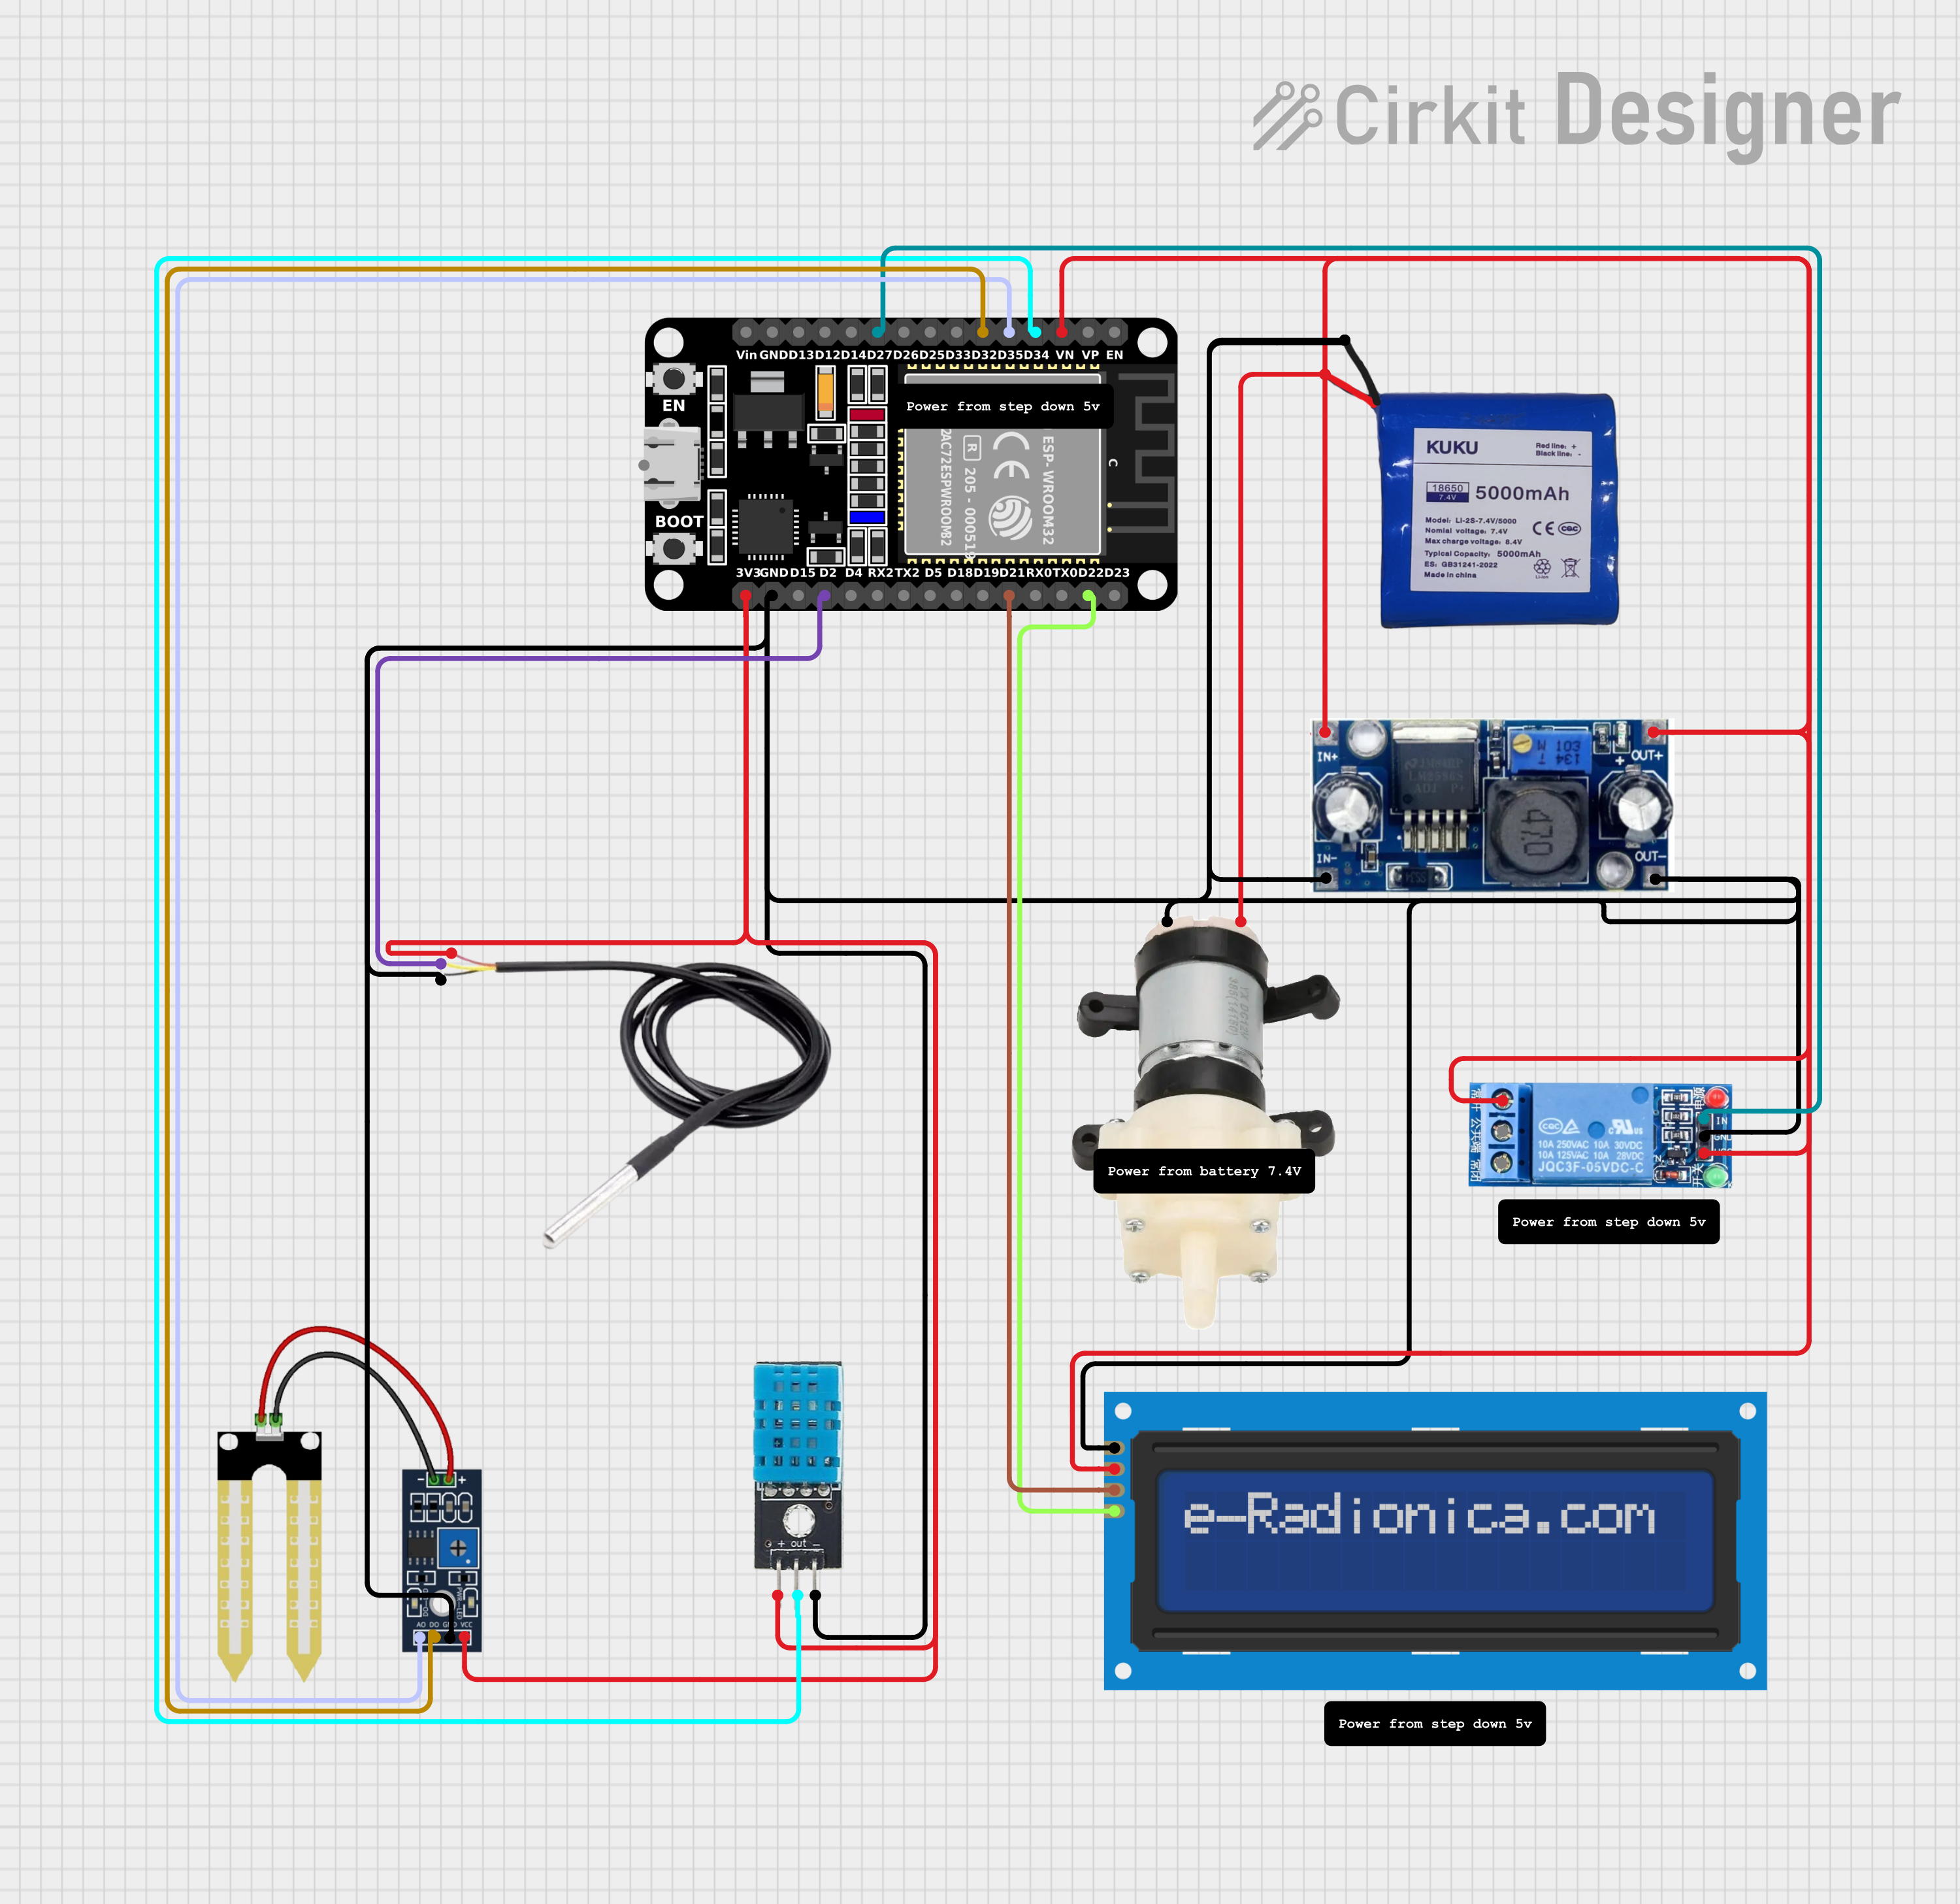 Cirkit Designer
Vin GND D13 D12 D14 D27 D26 D25 D33 D32 D35 D34 VN VP EN
EN
Power from step down 5v
ESP-WROOM32
R
205 - 00051
C
BOOT
3V3 GND D15 D2 D4 RX2 TX2 D5 D18 D19 D21 RX0 TX0 D22 D23
KUKU
Red line: +
Black line: -
18650
7.4V
5000mAh
Model: LI-2S-7.4V/5000
Nomial voltage: 7.4V
Max charge voltage: 8.4V
Typical Capacity: 5000mAh
ES: GB31241-2022
Made in china
Li-ion
IN+
OUT+
IN-
OUT-
470
Power from battery 7.4V
IN
GND
10A 250VAC 10A 30VDC
10A 125VAC 10A 28VDC
JQC3F-05VDC-C
Power from step down 5v
- +
AO DO GND VCC
+ out -
e-Radionica.com
Power from step down 5v